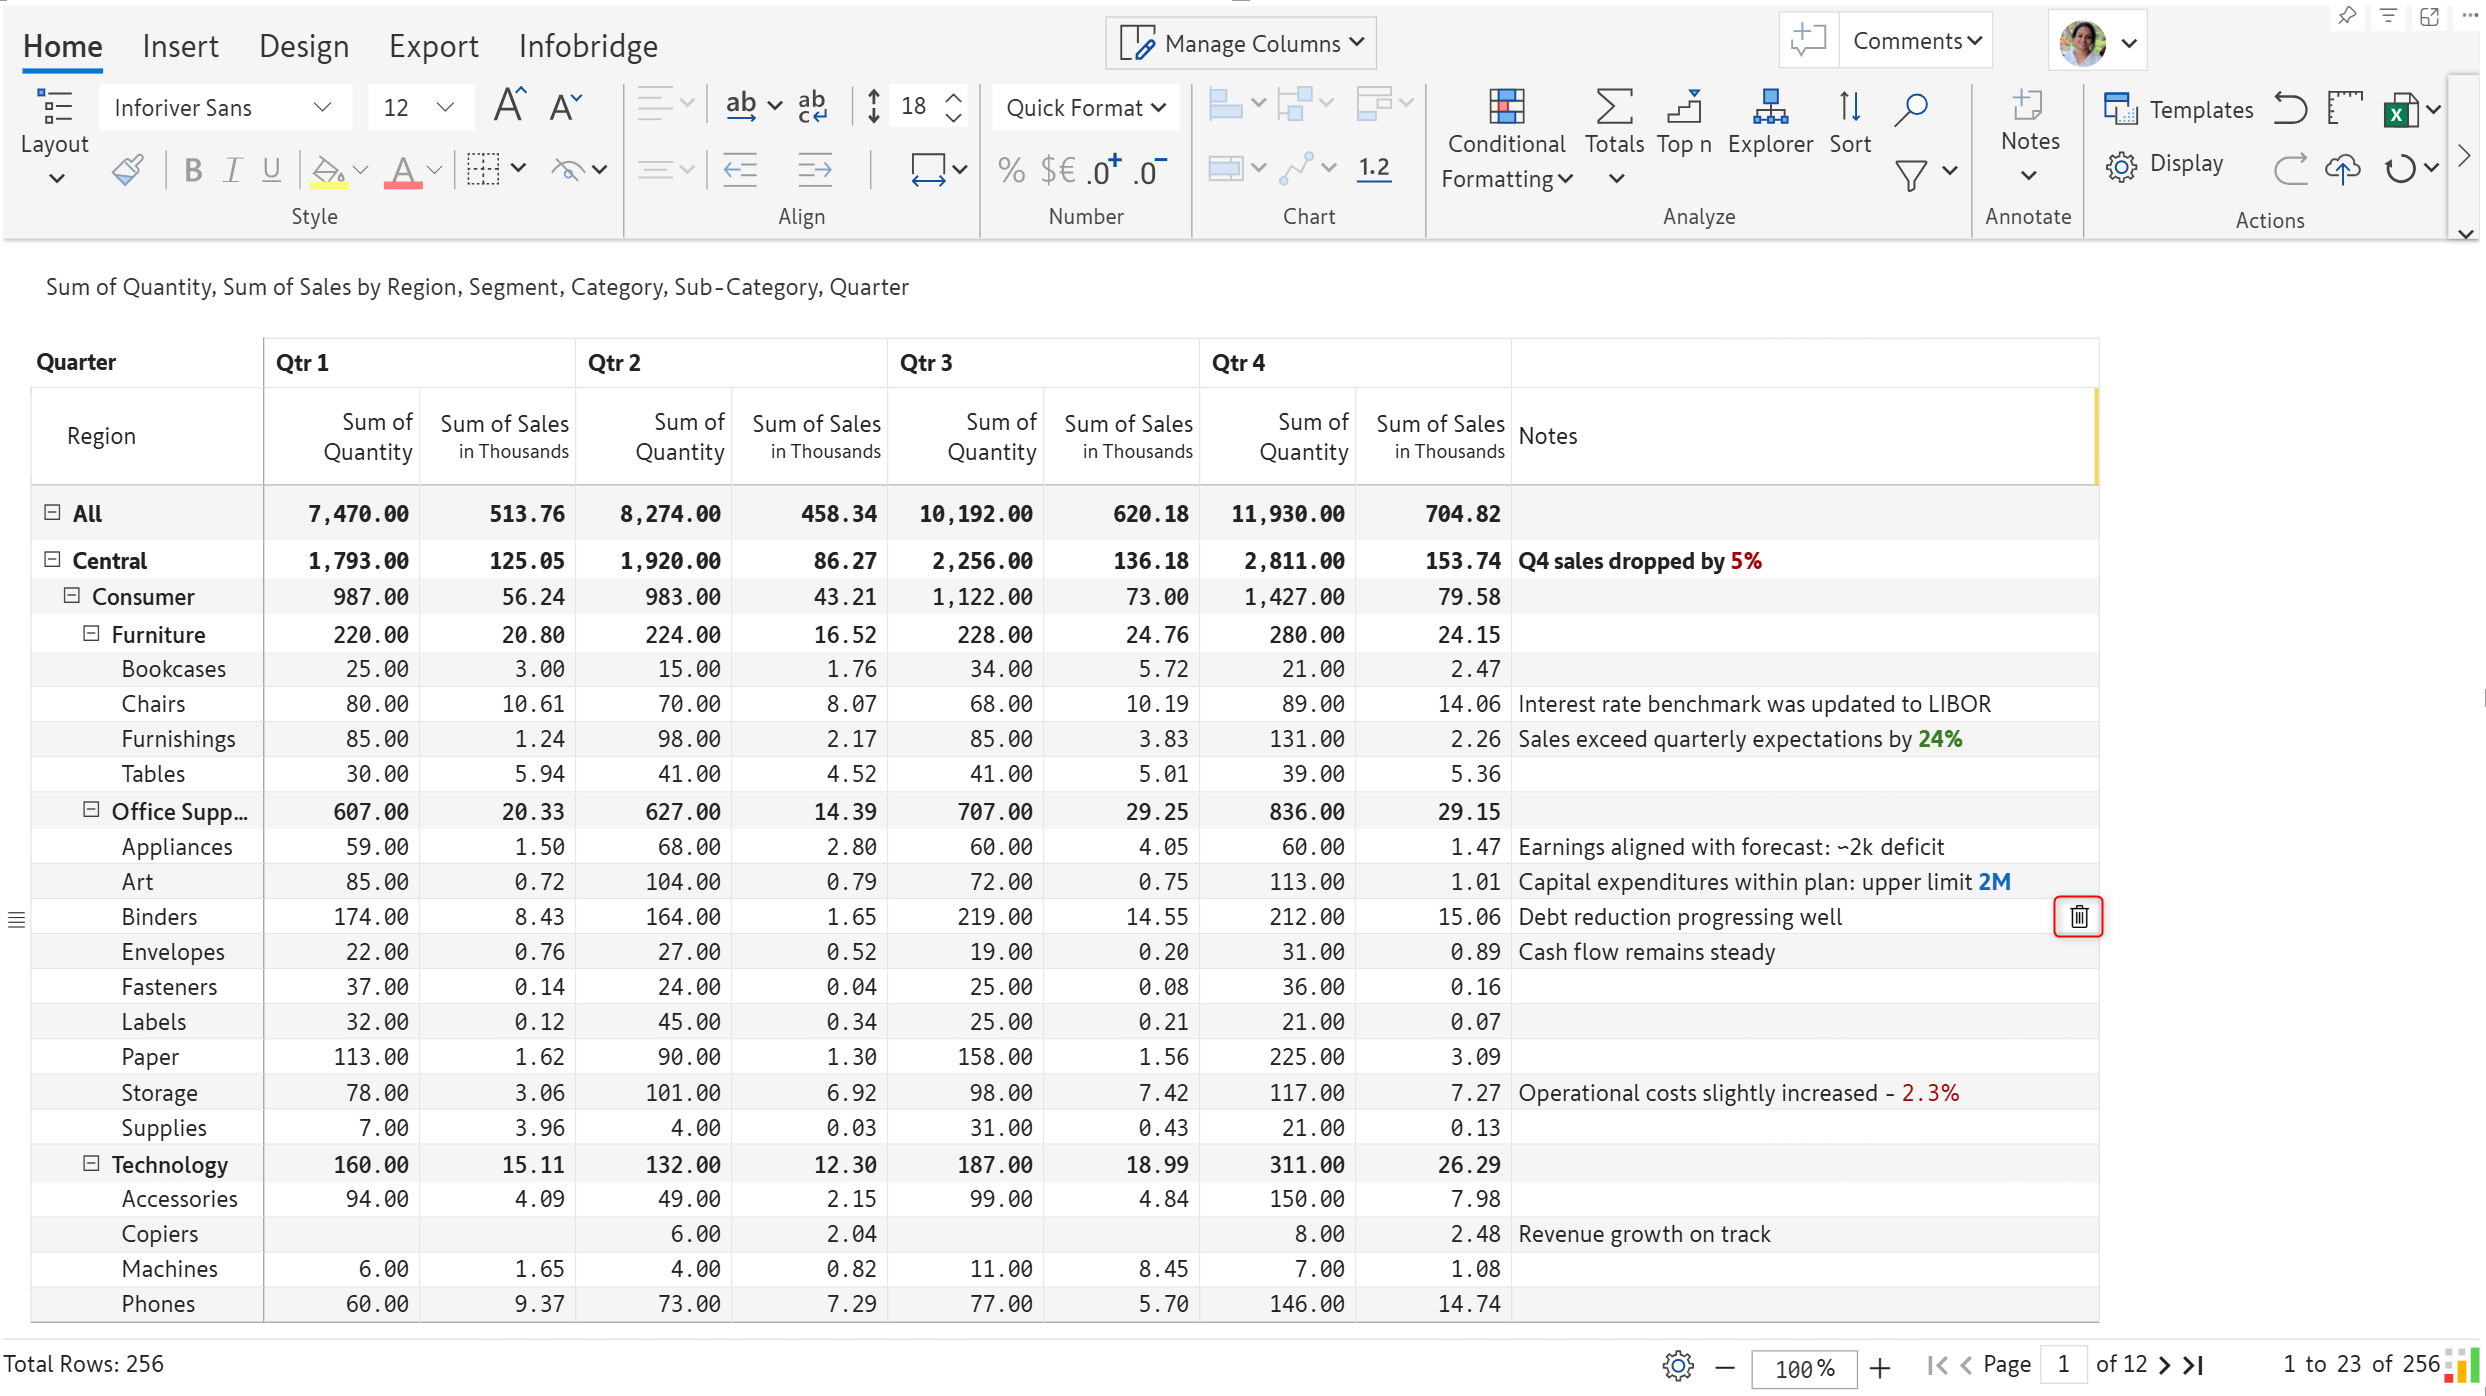 Home Insert Design Export Infobridge Manage Columns Comments
Inforiver Sans 12 A A ab ab c 18 Quick Format Templates
Layout Conditional Formatting Totals Top n Explorer Sort Notes Display
B I U A % $€ .0+ .0- 1.2
Style Align Number Chart Analyze Annotate Actions
Sum of Quantity, Sum of Sales by Region, Segment, Category, Sub-Category, Quarter
Quarter Qtr 1 Qtr 2 Qtr 3 Qtr 4
Region Sum of Quantity Sum of Sales in Thousands Sum of Quantity Sum of Sales in Thousands Sum of Quantity Sum of Sales in Thousands Sum of Quantity Sum of Sales in Thousands Notes
All 7,470.00 513.76 8,274.00 458.34 10,192.00 620.18 11,930.00 704.82
Central 1,793.00 125.05 1,920.00 86.27 2,256.00 136.18 2,811.00 153.74 Q4 sales dropped by 5%
Consumer 987.00 56.24 983.00 43.21 1,122.00 73.00 1,427.00 79.58
Furniture 220.00 20.80 224.00 16.52 228.00 24.76 280.00 24.15
Bookcases 25.00 3.00 15.00 1.76 34.00 5.72 21.00 2.47
Chairs 80.00 10.61 70.00 8.07 68.00 10.19 89.00 14.06 Interest rate benchmark was updated to LIBOR
Furnishings 85.00 1.24 98.00 2.17 85.00 3.83 131.00 2.26 Sales exceed quarterly expectations by 24%
Tables 30.00 5.94 41.00 4.52 41.00 5.01 39.00 5.36
Office Supp... 607.00 20.33 627.00 14.39 707.00 29.25 836.00 29.15
Appliances 59.00 1.50 68.00 2.80 60.00 4.05 60.00 1.47 Earnings aligned with forecast: ~2k deficit
Art 85.00 0.72 104.00 0.79 72.00 0.75 113.00 1.01 Capital expenditures within plan: upper limit 2M
Binders 174.00 8.43 164.00 1.65 219.00 14.55 212.00 15.06 Debt reduction progressing well
Envelopes 22.00 0.76 27.00 0.52 19.00 0.20 31.00 0.89 Cash flow remains steady
Fasteners 37.00 0.14 24.00 0.04 25.00 0.08 36.00 0.16
Labels 32.00 0.12 45.00 0.34 25.00 0.21 21.00 0.07
Paper 113.00 1.62 90.00 1.30 158.00 1.56 225.00 3.09
Storage 78.00 3.06 101.00 6.92 98.00 7.42 117.00 7.27 Operational costs slightly increased - 2.3%
Supplies 7.00 3.96 4.00 0.03 31.00 0.43 21.00 0.13
Technology 160.00 15.11 132.00 12.30 187.00 18.99 311.00 26.29
Accessories 94.00 4.09 49.00 2.15 99.00 4.84 150.00 7.98
Copiers 6.00 2.04 8.00 2.48 Revenue growth on track
Machines 6.00 1.65 4.00 0.82 11.00 8.45 7.00 1.08
Phones 60.00 9.37 73.00 7.29 77.00 5.70 146.00 14.74
Total Rows: 256 100% Page 1 of 12 1 to 23 of 256